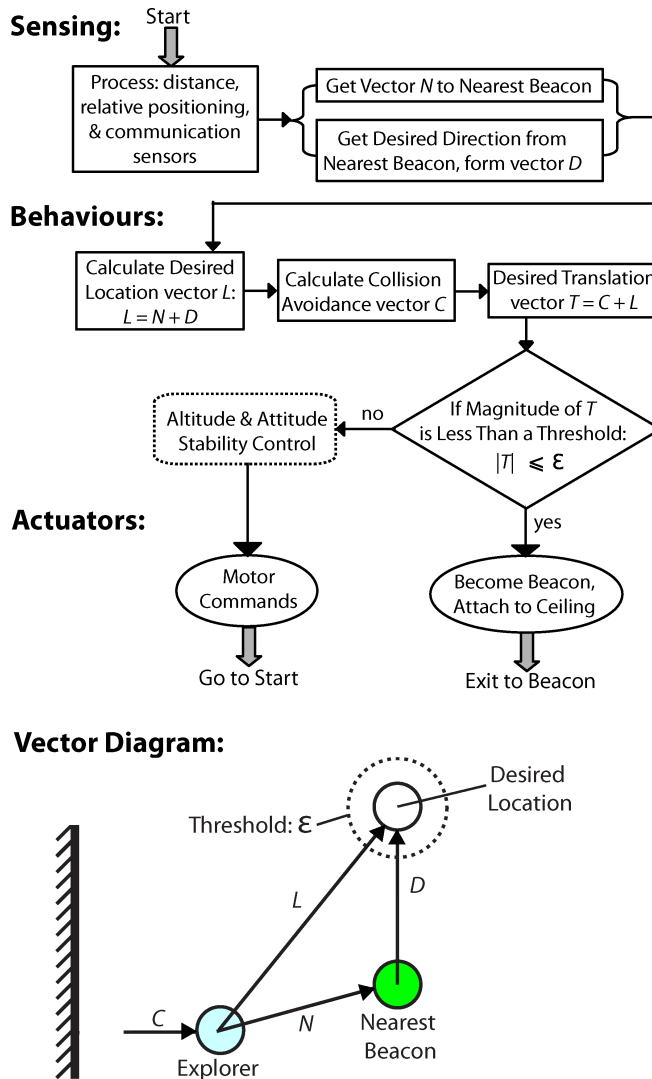 Sensing:
Start
Process: distance,
relative positioning,
& communication
sensors
Get Vector N to Nearest Beacon
Get Desired Direction from
Nearest Beacon, form vector D
Behaviours:
Calculate Desired
Location vector L:
L = N + D
Calculate Collision
Avoidance vector C
Desired Translation
vector T = C + L
If Magnitude of T
is Less Than a Threshold:
|T| ⩽ ε
no
Altitude & Attitude
Stability Control
yes
Actuators:
Motor
Commands
Become Beacon,
Attach to Ceiling
Go to Start
Exit to Beacon
Vector Diagram:
Desired
Location
Threshold: ε
L
D
C
N
Nearest
Beacon
Explorer